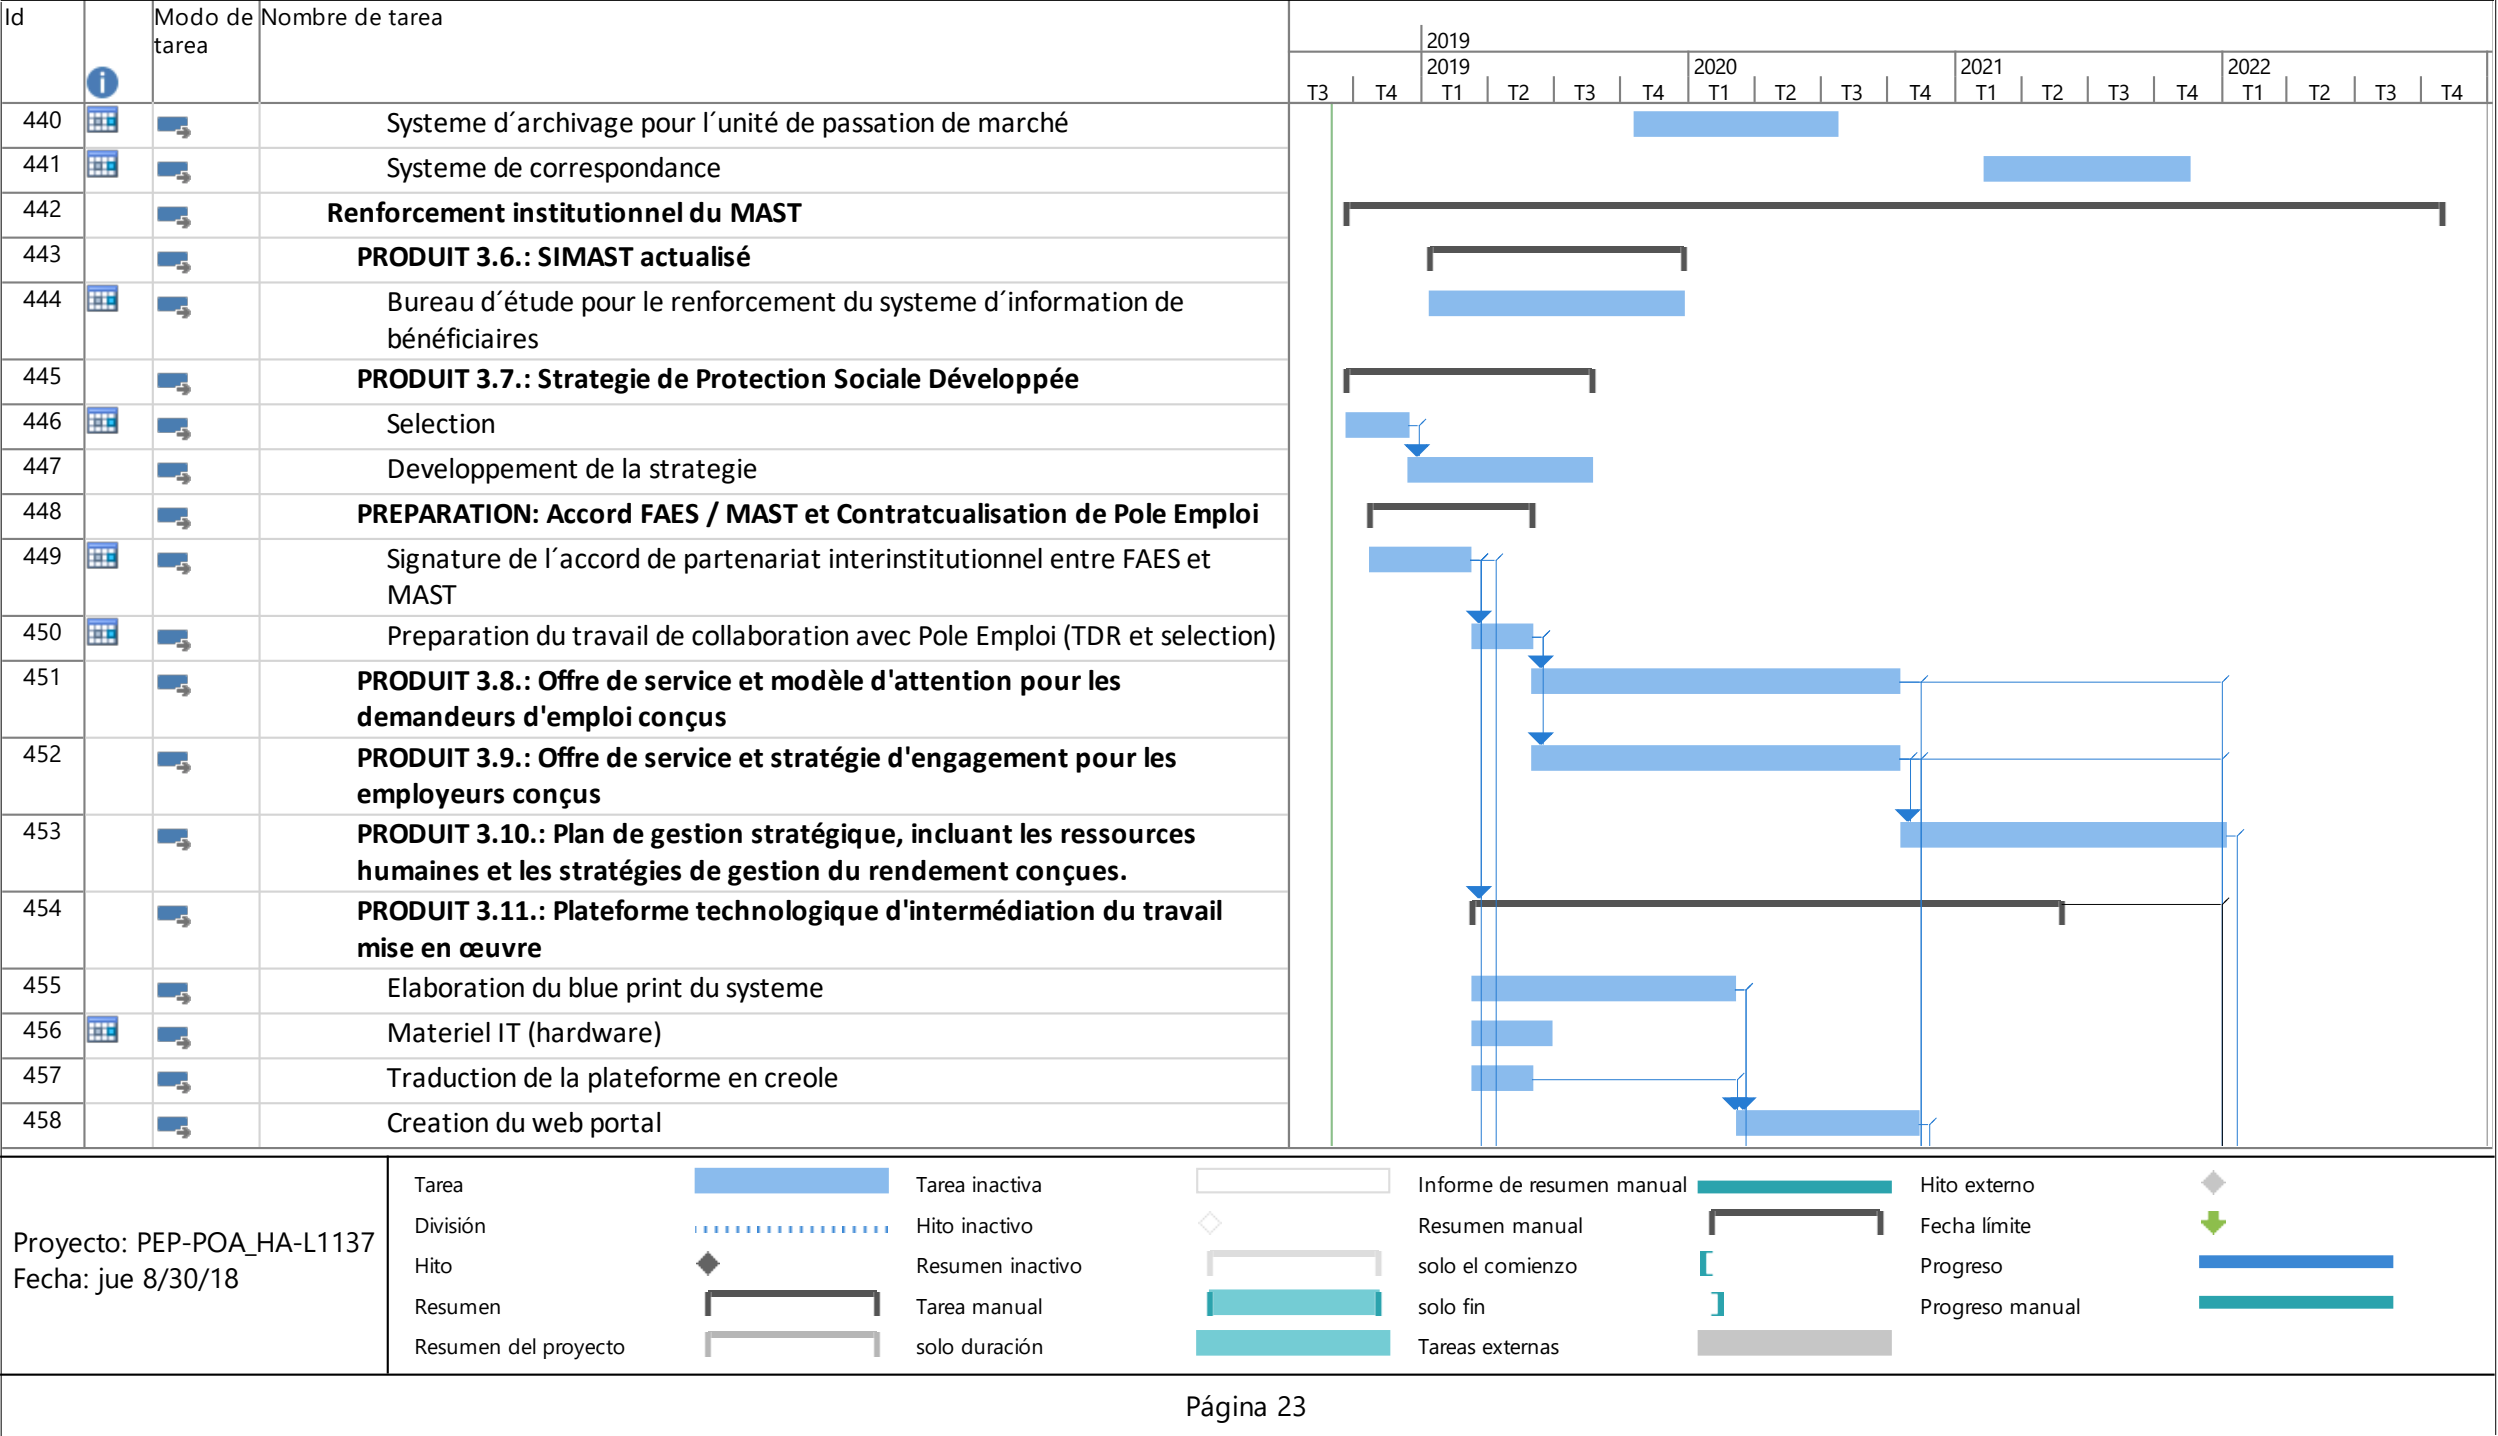 Id
Modo de
tarea
Nombre de tarea
2019
2019 2020 2021 2022
T3 T4 T1 T2 T3 T4 T1 T2 T3 T4 T1 T2 T3 T4 T1 T2 T3 T4
440 Systeme d´archivage pour l´unité de passation de marché
441 Systeme de correspondance
442 Renforcement institutionnel du MAST
443 PRODUIT 3.6.: SIMAST actualisé
444 Bureau d´étude pour le renforcement du systeme d´information de
bénéficiaires
445 PRODUIT 3.7.: Strategie de Protection Sociale Développée
446 Selection
447 Developpement de la strategie
448 PREPARATION: Accord FAES / MAST et Contratcualisation de Pole Emploi
449 Signature de l´accord de partenariat interinstitutionnel entre FAES et
MAST
450 Preparation du travail de collaboration avec Pole Emploi (TDR et selection)
451 PRODUIT 3.8.: Offre de service et modèle d'attention pour les
demandeurs d'emploi conçus
452 PRODUIT 3.9.: Offre de service et stratégie d'engagement pour les
employeurs conçus
453 PRODUIT 3.10.: Plan de gestion stratégique, incluant les ressources
humaines et les stratégies de gestion du rendement conçues.
454 PRODUIT 3.11.: Plateforme technologique d'intermédiation du travail
mise en œuvre
455 Elaboration du blue print du systeme
456 Materiel IT (hardware)
457 Traduction de la plateforme en creole
458 Creation du web portal
Proyecto: PEP-POA_HA-L1137
Fecha: jue 8/30/18
Tarea
División
Hito
Resumen
Resumen del proyecto
Tarea inactiva
Hito inactivo
Resumen inactivo
Tarea manual
solo duración
Informe de resumen manual
Resumen manual
solo el comienzo
solo fin
Tareas externas
Hito externo
Fecha límite
Progreso
Progreso manual
Página 23